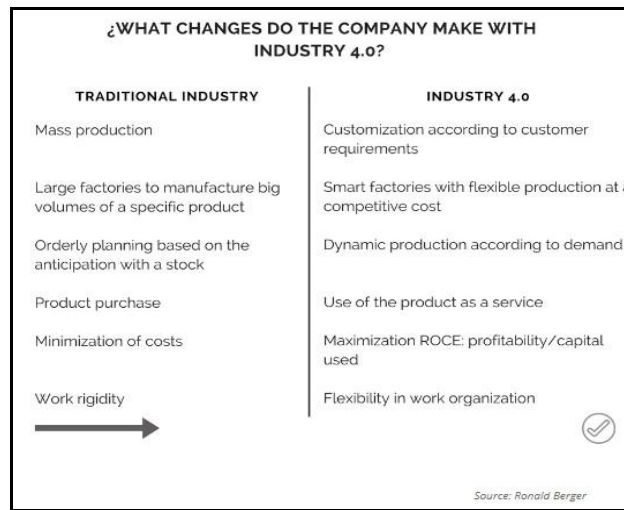 ¿WHAT CHANGES DO THE COMPANY MAKE WITH
INDUSTRY 4.0?
TRADITIONAL INDUSTRY
Mass production
Large factories to manufacture big
volumes of a specific product
Orderly planning based on the
anticipation with a stock
Product purchase
Minimization of costs
Work rigidity
INDUSTRY 4.0
Customization according to customer
requirements
Smart factories with flexible production at a
competitive cost
Dynamic production according to demand
Use of the product as a service
Maximization ROCE: profitability/capital
used
Flexibility in work organization
Source: Ronald Berger